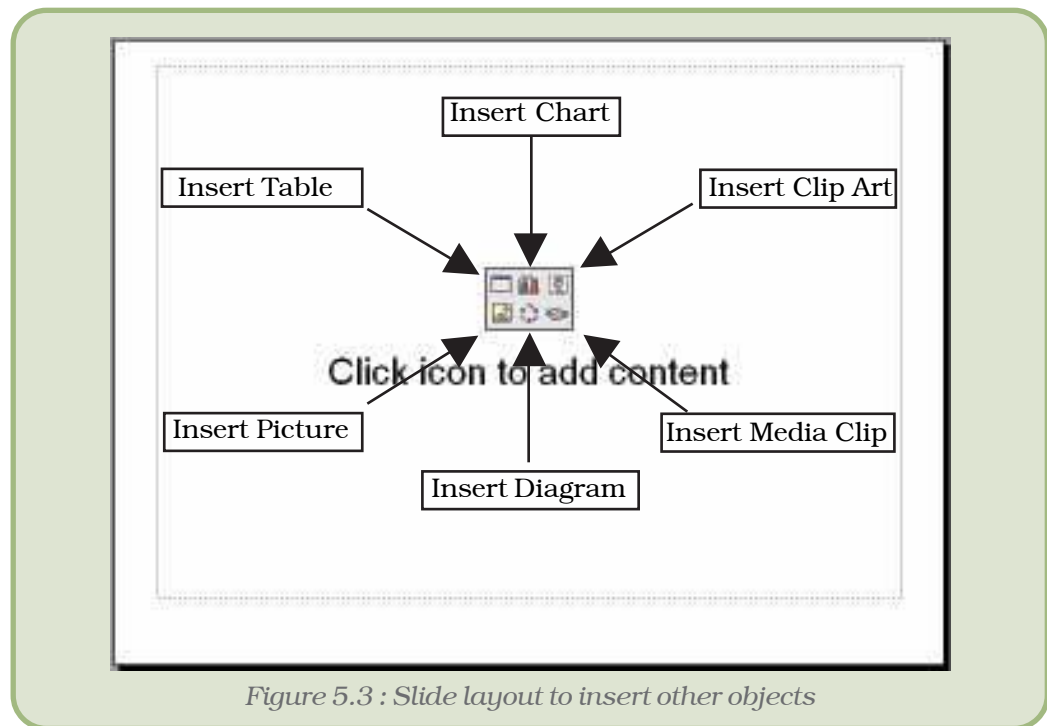 Insert Chart
Insert Table
Insert Clip Art
Click icon to add content
Insert Picture
Insert Media Clip
Insert Diagram
Figure 5.3 : Slide layout to insert other objects